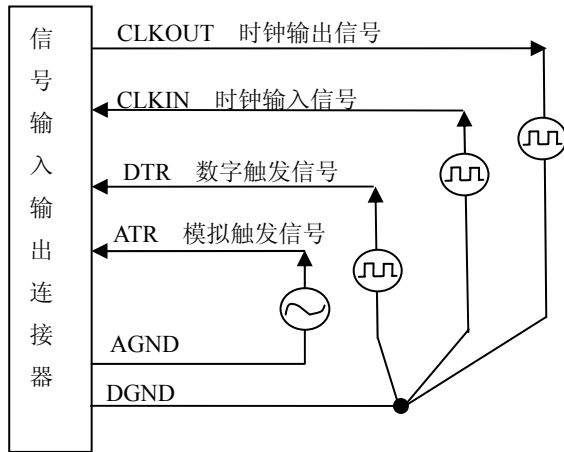 信号输入输出连接器
CLKOUT 时钟输出信号
CLKIN 时钟输入信号
DTR 数字触发信号
ATR 模拟触发信号
AGND
DGND